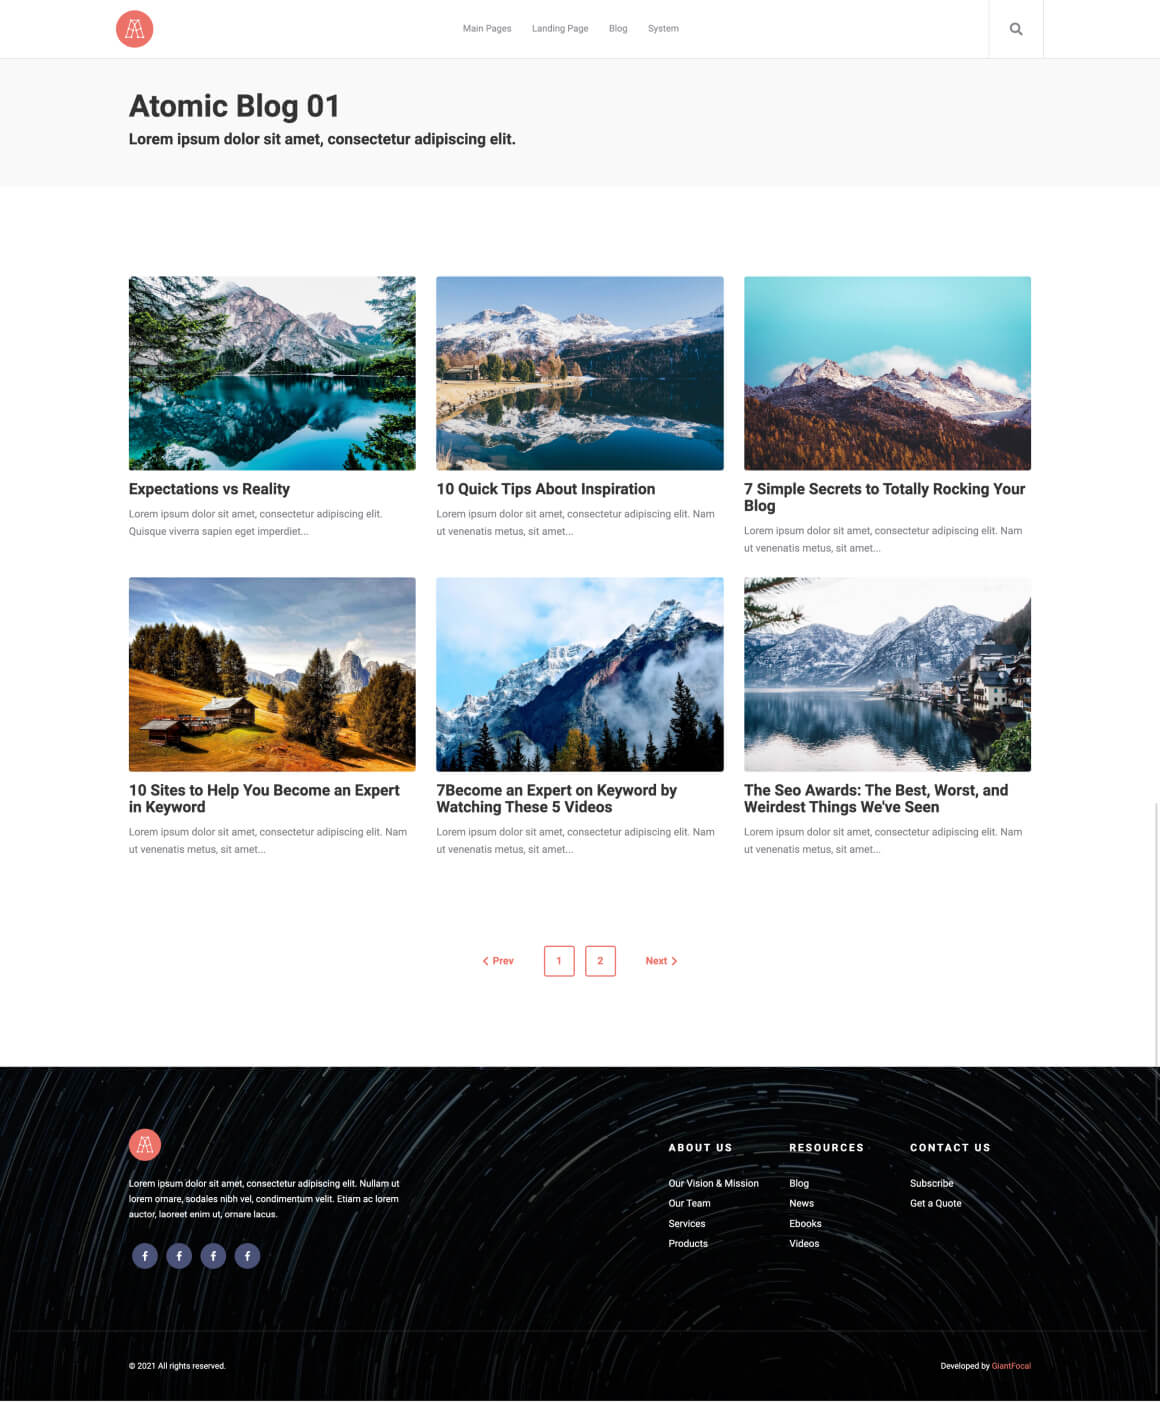 Main Pages Landing Page Blog System
Atomic Blog 01
Lorem ipsum dolor sit amet, consectetur adipiscing elit.
Expectations vs Reality
Lorem ipsum dolor sit amet, consectetur adipiscing elit.
Quisque viverra sapien eget imperdiet...
10 Quick Tips About Inspiration
Lorem ipsum dolor sit amet, consectetur adipiscing elit. Nam
ut venenatis metus, sit amet...
7 Simple Secrets to Totally Rocking Your
Blog
Lorem ipsum dolor sit amet, consectetur adipiscing elit. Nam
ut venenatis metus, sit amet...
10 Sites to Help You Become an Expert
in Keyword
Lorem ipsum dolor sit amet, consectetur adipiscing elit. Nam
ut venenatis metus, sit amet...
7Become an Expert on Keyword by
Watching These 5 Videos
Lorem ipsum dolor sit amet, consectetur adipiscing elit. Nam
ut venenatis metus, sit amet...
The Seo Awards: The Best, Worst, and
Weirdest Things We've Seen
Lorem ipsum dolor sit amet, consectetur adipiscing elit. Nam
ut venenatis metus, sit amet...
Prev 1 2 Next
Lorem ipsum dolor sit amet, consectetur adipiscing elit. Nullam ut
lorem ornare, sodales nibh vel, condimentum velit. Etiam ac lorem
auctor, laoreet enim ut, ornare lacus.
ABOUT US
Our Vision & Mission
Our Team
Services
Products
RESOURCES
Blog
News
Ebooks
Videos
CONTACT US
Subscribe
Get a Quote
© 2021 All rights reserved.
Developed by GiantFocal